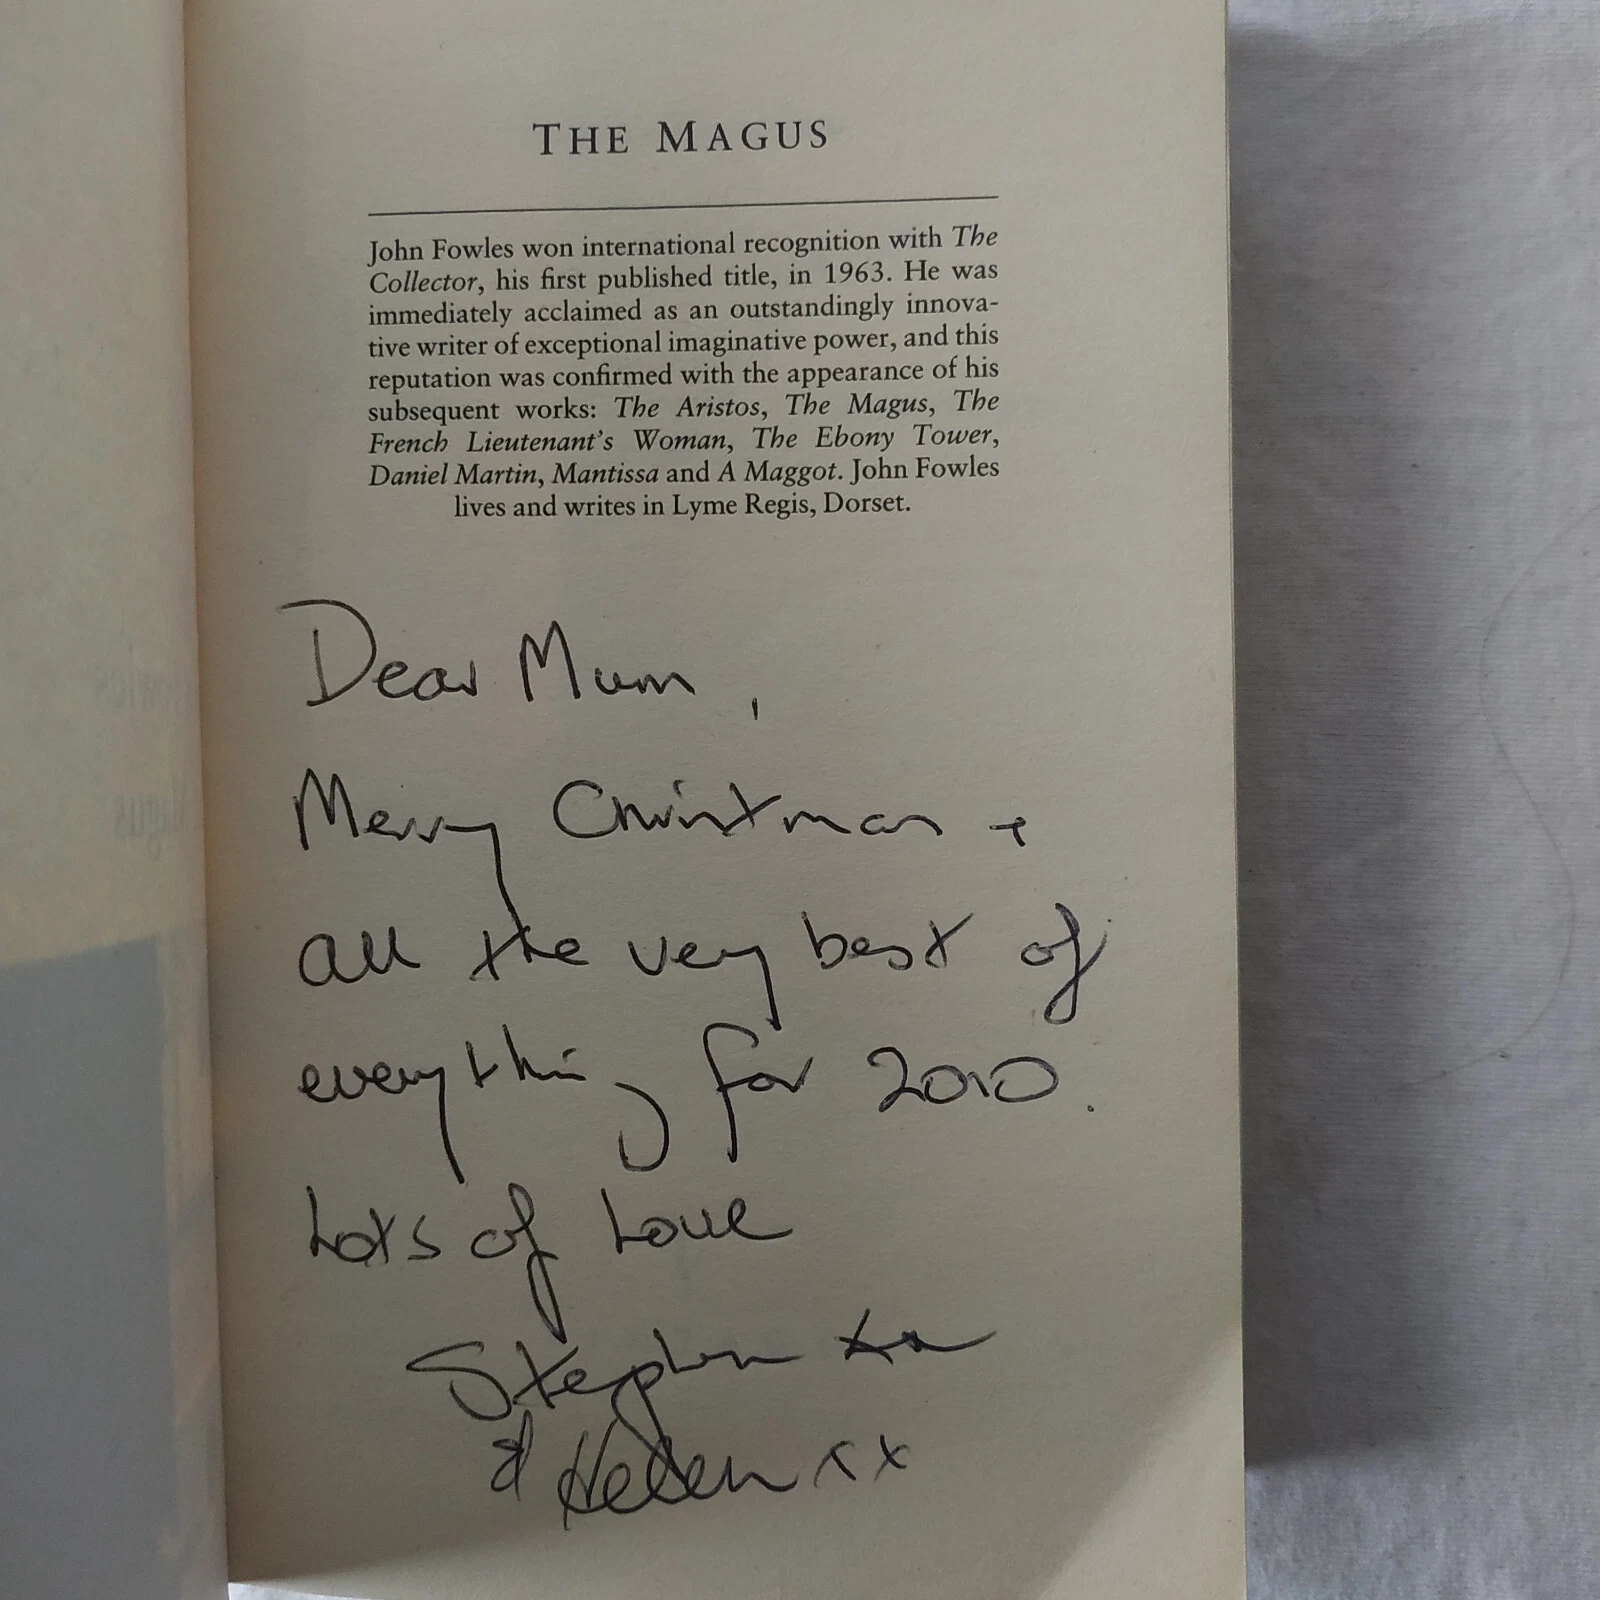 THE MAGUS
John Fowles won international recognition with The
Collector, his first published title, in 1963. He was
immediately acclaimed as an outstandingly innova-
tive writer of exceptional imaginative power, and this
reputation was confirmed with the appearance of his
subsequent works: The Aristos, The Magus, The
French Lieutenant's Woman, The Ebony Tower,
Daniel Martin, Mantissa and A Maggot. John Fowles
lives and writes in Lyme Regis, Dorset.
Dear Mum,
Merry Christmas +
all the very best of
everything for 2010.
Lots of Love
Stephen xx
& Helen xx